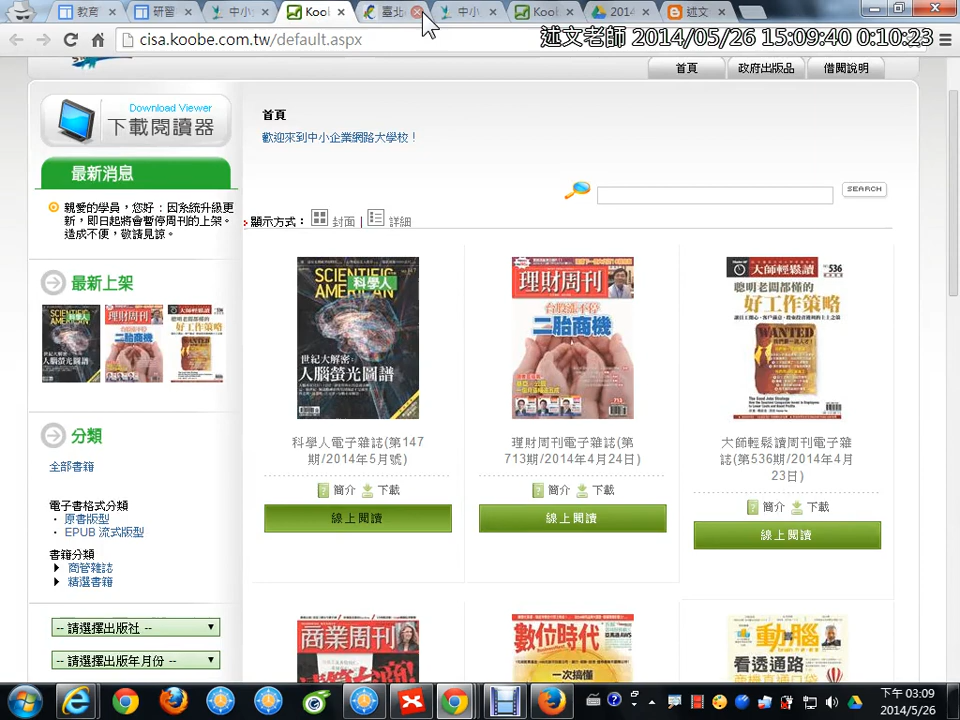 教育
研習
中小
Koob
臺北
中小
Koob
2014
述文
cisa.koobe.com.tw/default.aspx
述文老師 2014/05/26 15:09:40 0:10:23
首頁
政府出版品
借閱說明
Download Viewer
下載閱讀器
最新消息
親愛的學員，您好：因系統升級更
新，即日起將會暫停周刊的上架。
造成不便，敬請見諒。
最新上架
分類
全部書籍
電子書格式分類
・ 原書版型
・ EPUB 流式版型
書籍分類
商管雜誌
精選書籍
-- 請選擇出版社 --
-- 請選擇出版年月份 --
首頁
歡迎來到中小企業網路大學校！
SEARCH
顯示方式：
封面 |
詳細
SCIENTIFIC
AMERICAN
科學人
世紀大解密：
人腦螢光圖譜
科學人電子雜誌(第147
期/2014年5月號)
簡介
下載
線上閱讀
理財周刊
台股漲不停
二胎商機
理財周刊電子雜誌(第
713期/2014年4月24日)
簡介
下載
線上閱讀
大師輕鬆讀
536
聰明老闆都懂的
好工作策略
WANTED
大師輕鬆讀周刊電子雜
誌(第536期/2014年4月
23日)
簡介
下載
線上閱讀
商業周刊
數位時代
一次搞懂
動腦
看透通路
下午 03:09
2014/5/26